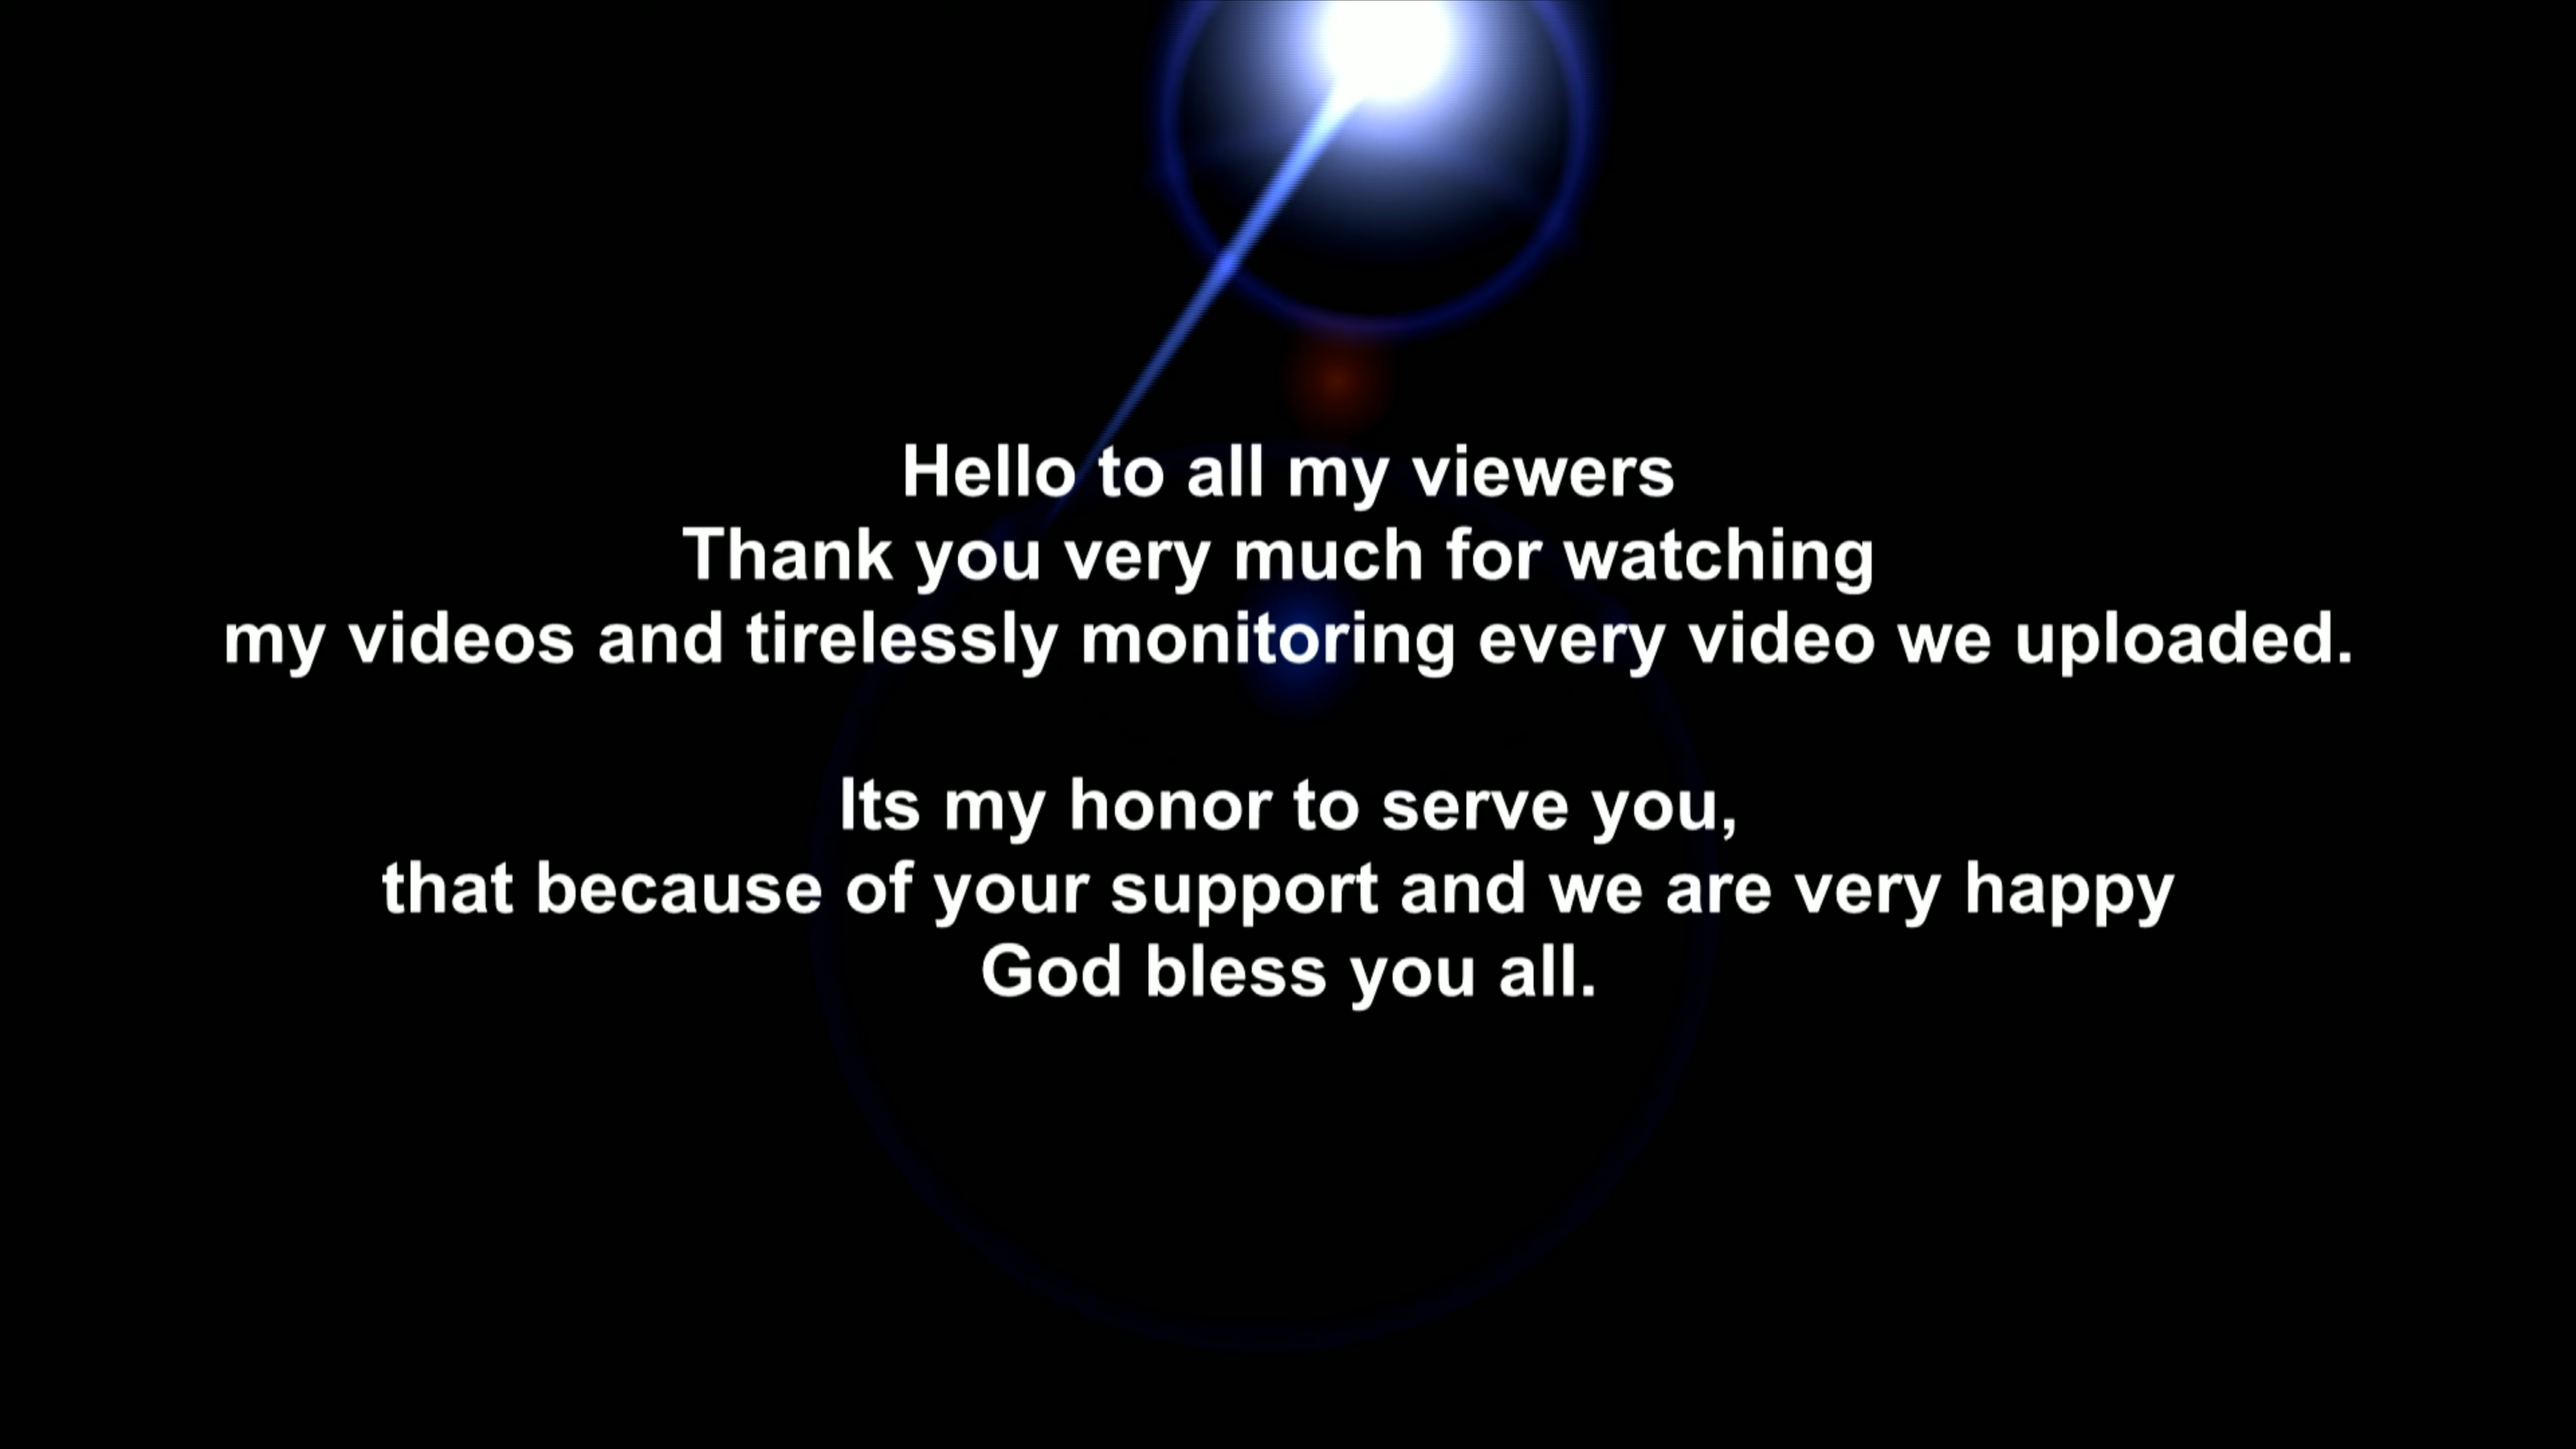 Hello to all my viewers
Thank you very much for watching
my videos and tirelessly monitoring every video we uploaded.
Its my honor to serve you,
that because of your support and we are very happy
God bless you all.